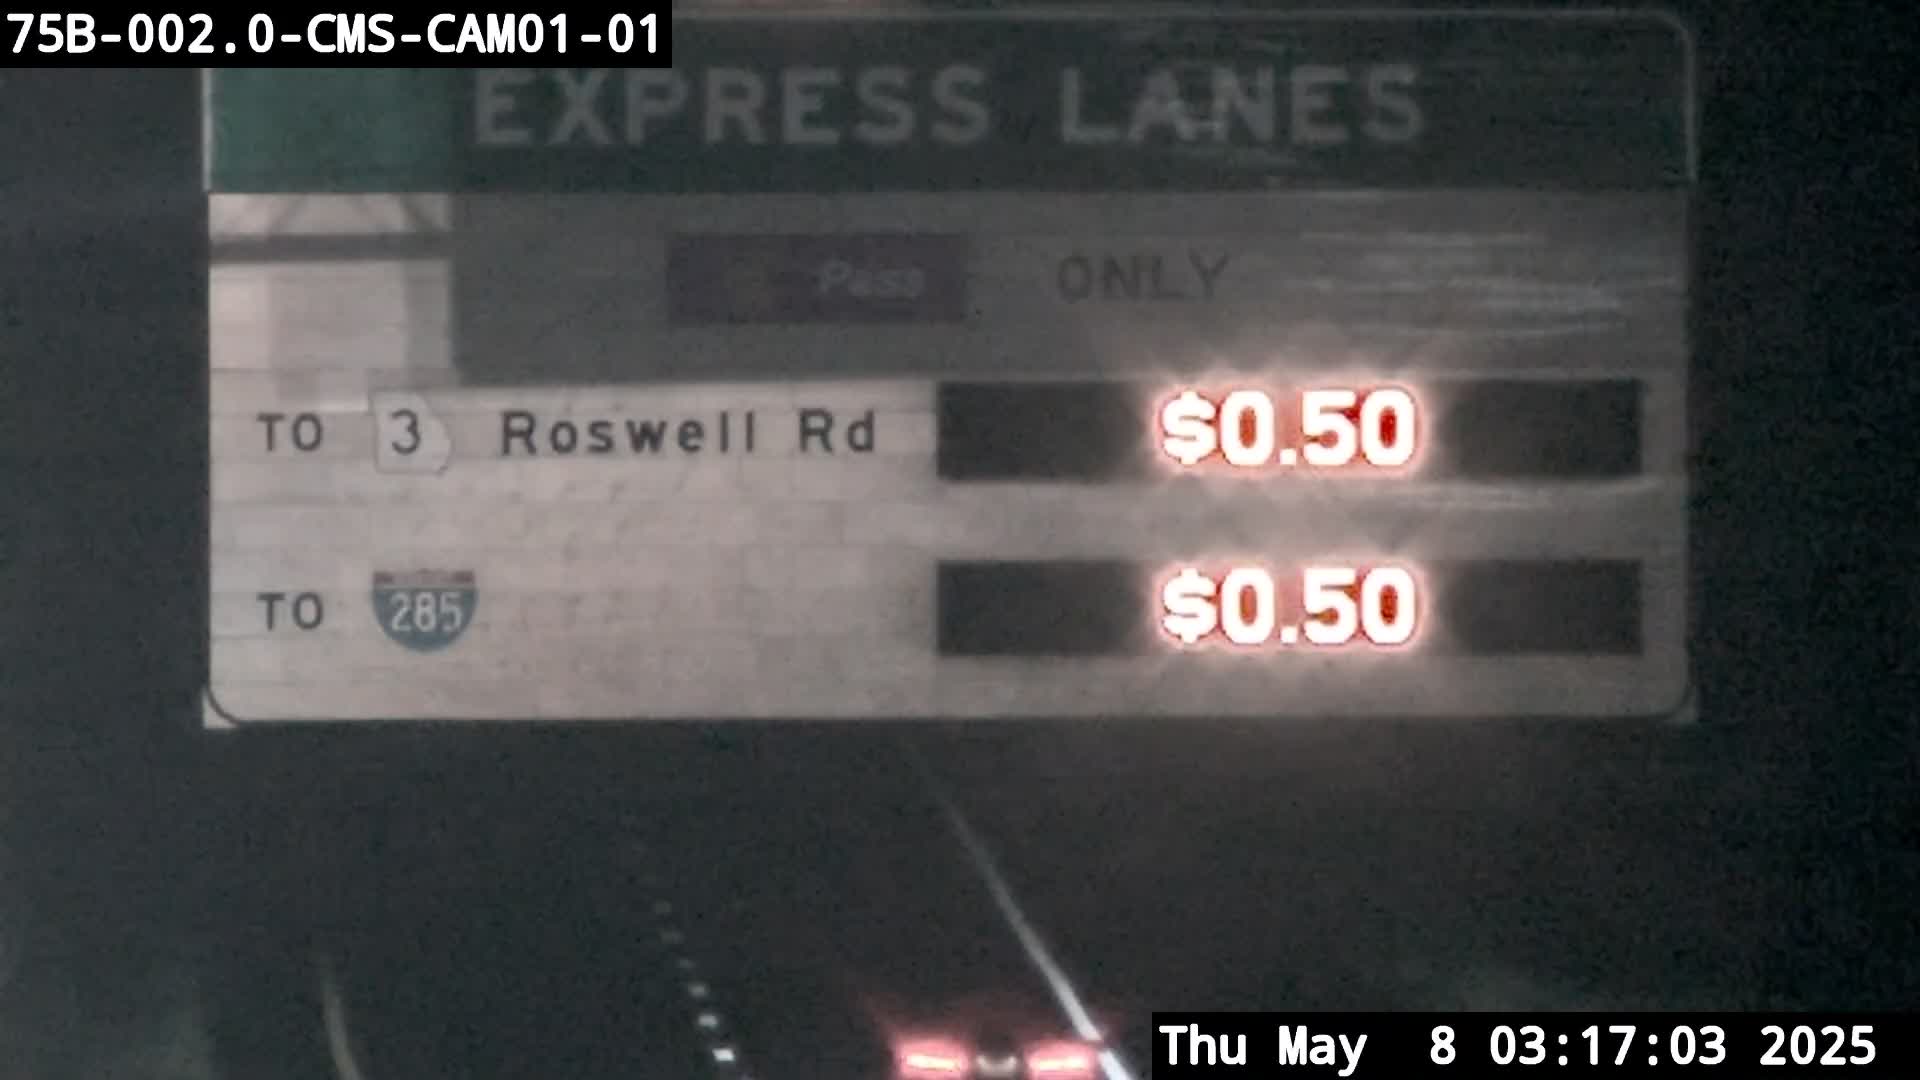 75B-002.0-CMS-CAM01-01
EXPRESS LANES
Pass ONLY
TO 3 Roswell Rd $0.50
TO 285 $0.50
Thu May 8 03:17:03 2025